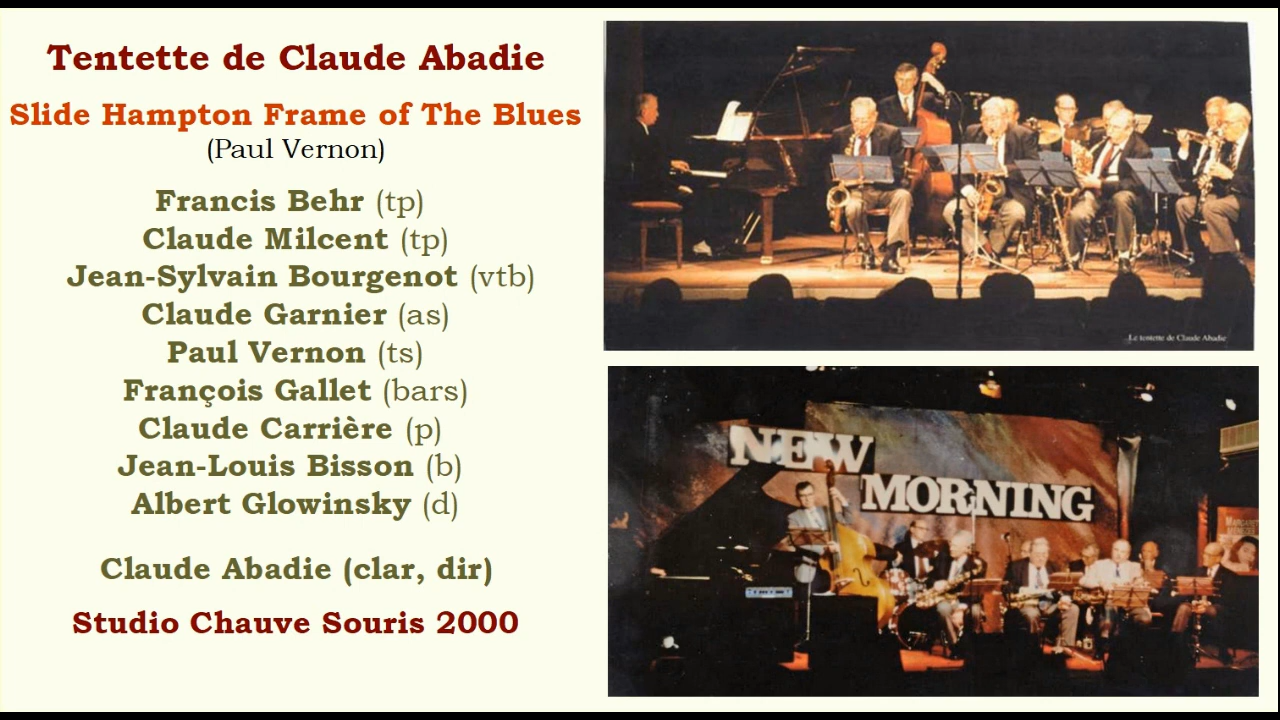 Tentette de Claude Abadie
Slide Hampton Frame of The Blues
(Paul Vernon)
Francis Behr (tp)
Claude Milcent (tp)
Jean-Sylvain Bourgenot (vtb)
Claude Garnier (as)
Paul Vernon (ts)
François Gallet (bars)
Claude Carrière (p)
Jean-Louis Bisson (b)
Albert Glowinsky (d)
Claude Abadie (clar, dir)
Studio Chauve Souris 2000
Le tentette de Claude Abadie
NEW
MORNING